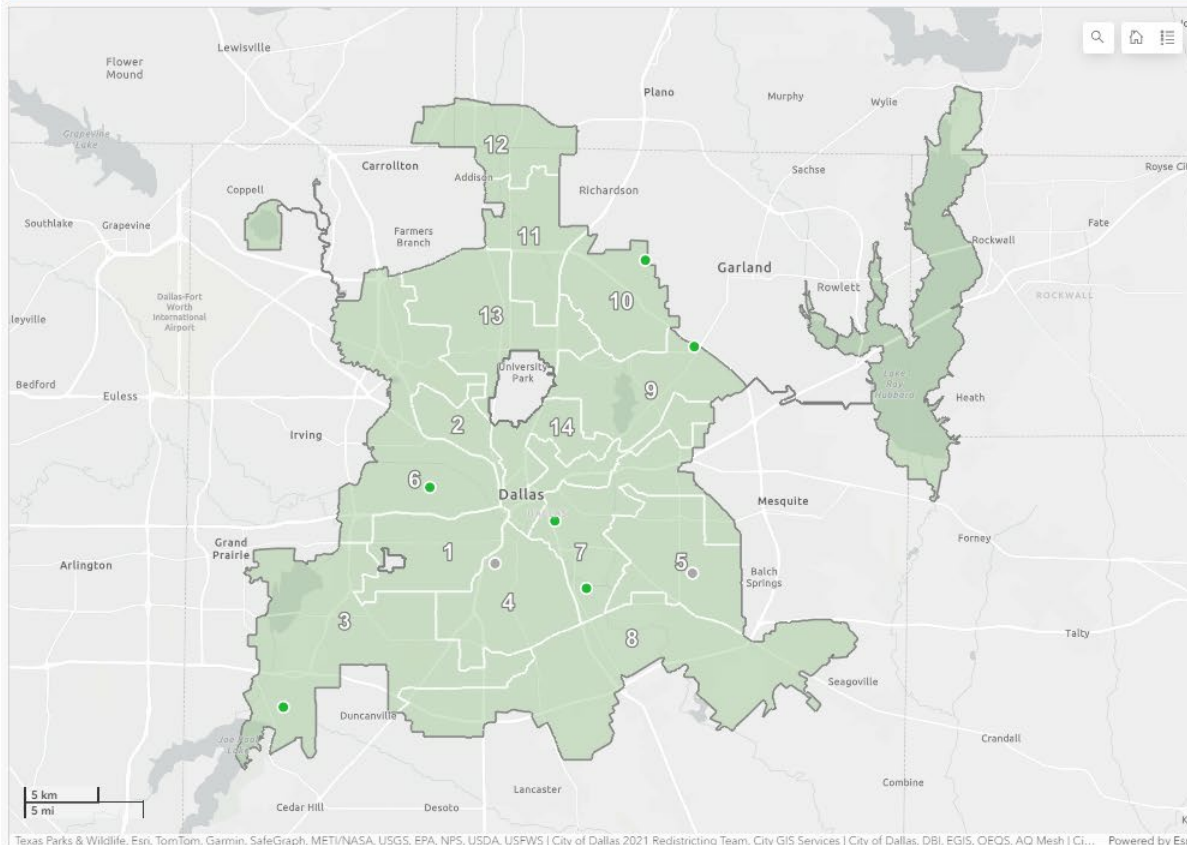 Lewisville
Flower
Mound
Plano
Murphy
Wylie
Grapevine
Lake
12
Carrollton
Addison
Sachse
Royse Cit
Coppell
Richardson
Southlake
Grapevine
Farmers
Branch
11
Fate
Rockwall
Garland
Dallas-Fort
Worth
International
Airport
Rowlett
ROCKWALL
10
leyville
13
University
Park
Bedford
Euless
9
Lake
Ray
Hubbard
Heath
2
14
Irving
6
Dallas
Mesquite
Grand
Prairie
Forney
1
7
Arlington
5
Balch
Springs
4
3
8
Talty
Seagoville
Duncanville
Joe Pool
Lake
Crandall
Combine
Lancaster
5 km
5 mi
Cedar Hill
Desoto
K
Texas Parks & Wildlife, Esri, TomTom, Garmin, SafeGraph, METI/NASA, USGS, EPA, NPS, USDA, USFWS | City of Dallas 2021 Redistricting Team, City GIS Services | City of Dallas, DBI, EGIS, OEQS, AQ Mesh | Ci... Powered by Esri